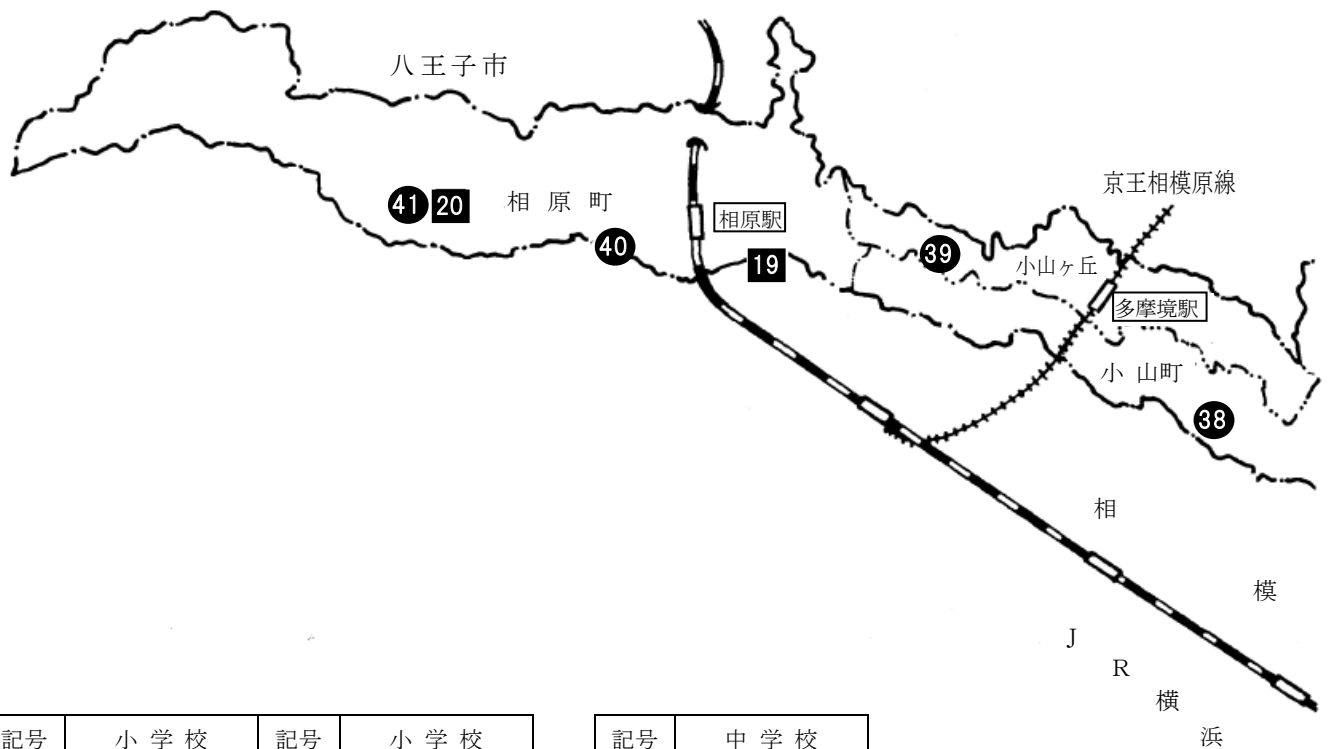 八王子市
京王相模原線
41 20 相原町
相原駅
40
19
39
小山ヶ丘
多摩境駅
小山町
38
相
模
J
R
横
浜
記号 小学校 記号 小学校
記号 中学校